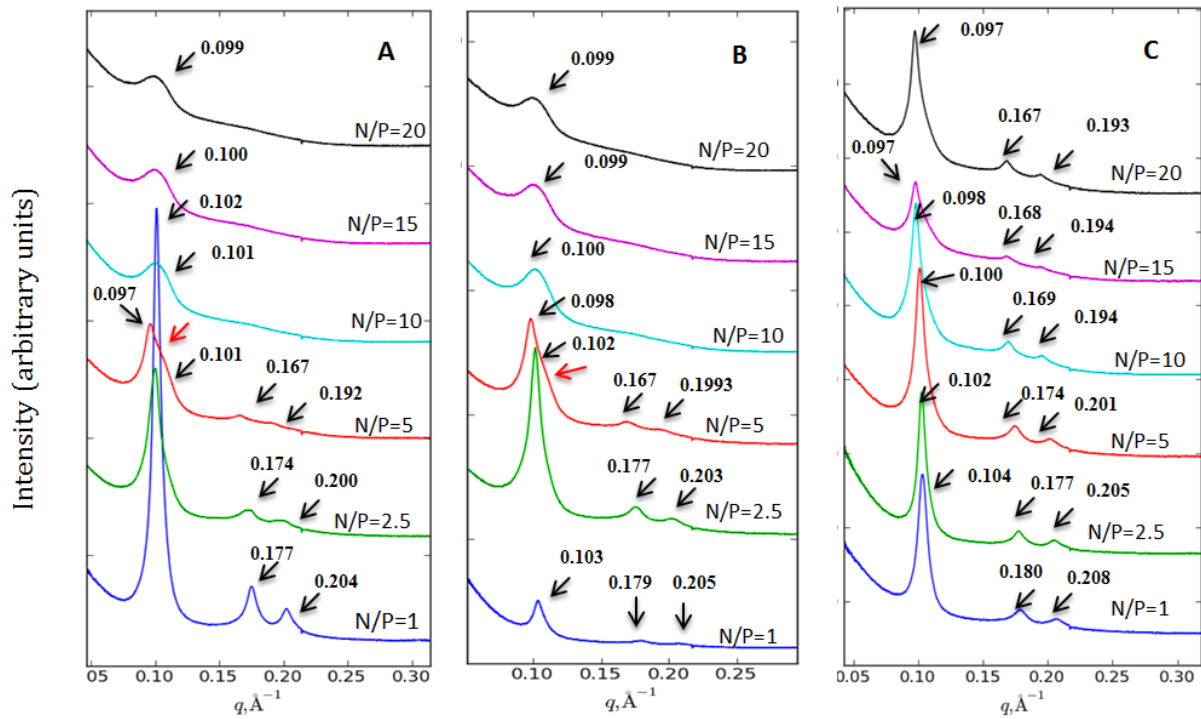 Intensity (arbitrary units)
A
0.099
N/P=20
0.100
0.102
N/P=15
0.101
0.097
N/P=10
0.101
0.167
0.192
N/P=5
0.174
0.200
N/P=2.5
0.177
0.204
N/P=1
05 0.10 0.15 0.20 0.25 0.30
q,Å⁻¹
B
0.099
N/P=20
0.099
N/P=15
0.100
0.098
N/P=10
0.102
0.167
0.1993
N/P=5
0.177
0.203
N/P=2.5
0.103
0.179
0.205
N/P=1
0.05 0.10 0.15 0.20 0.25
q,Å⁻¹
C
0.097
0.167
0.193
0.097
N/P=20
0.098
0.168
0.194
0.100
N/P=15
0.169
0.194
N/P=10
0.102
0.174
0.201
N/P=5
0.104
0.177
0.205
N/P=2.5
0.180
0.208
N/P=1
0.05 0.10 0.15 0.20 0.25 0.30
q,Å⁻¹